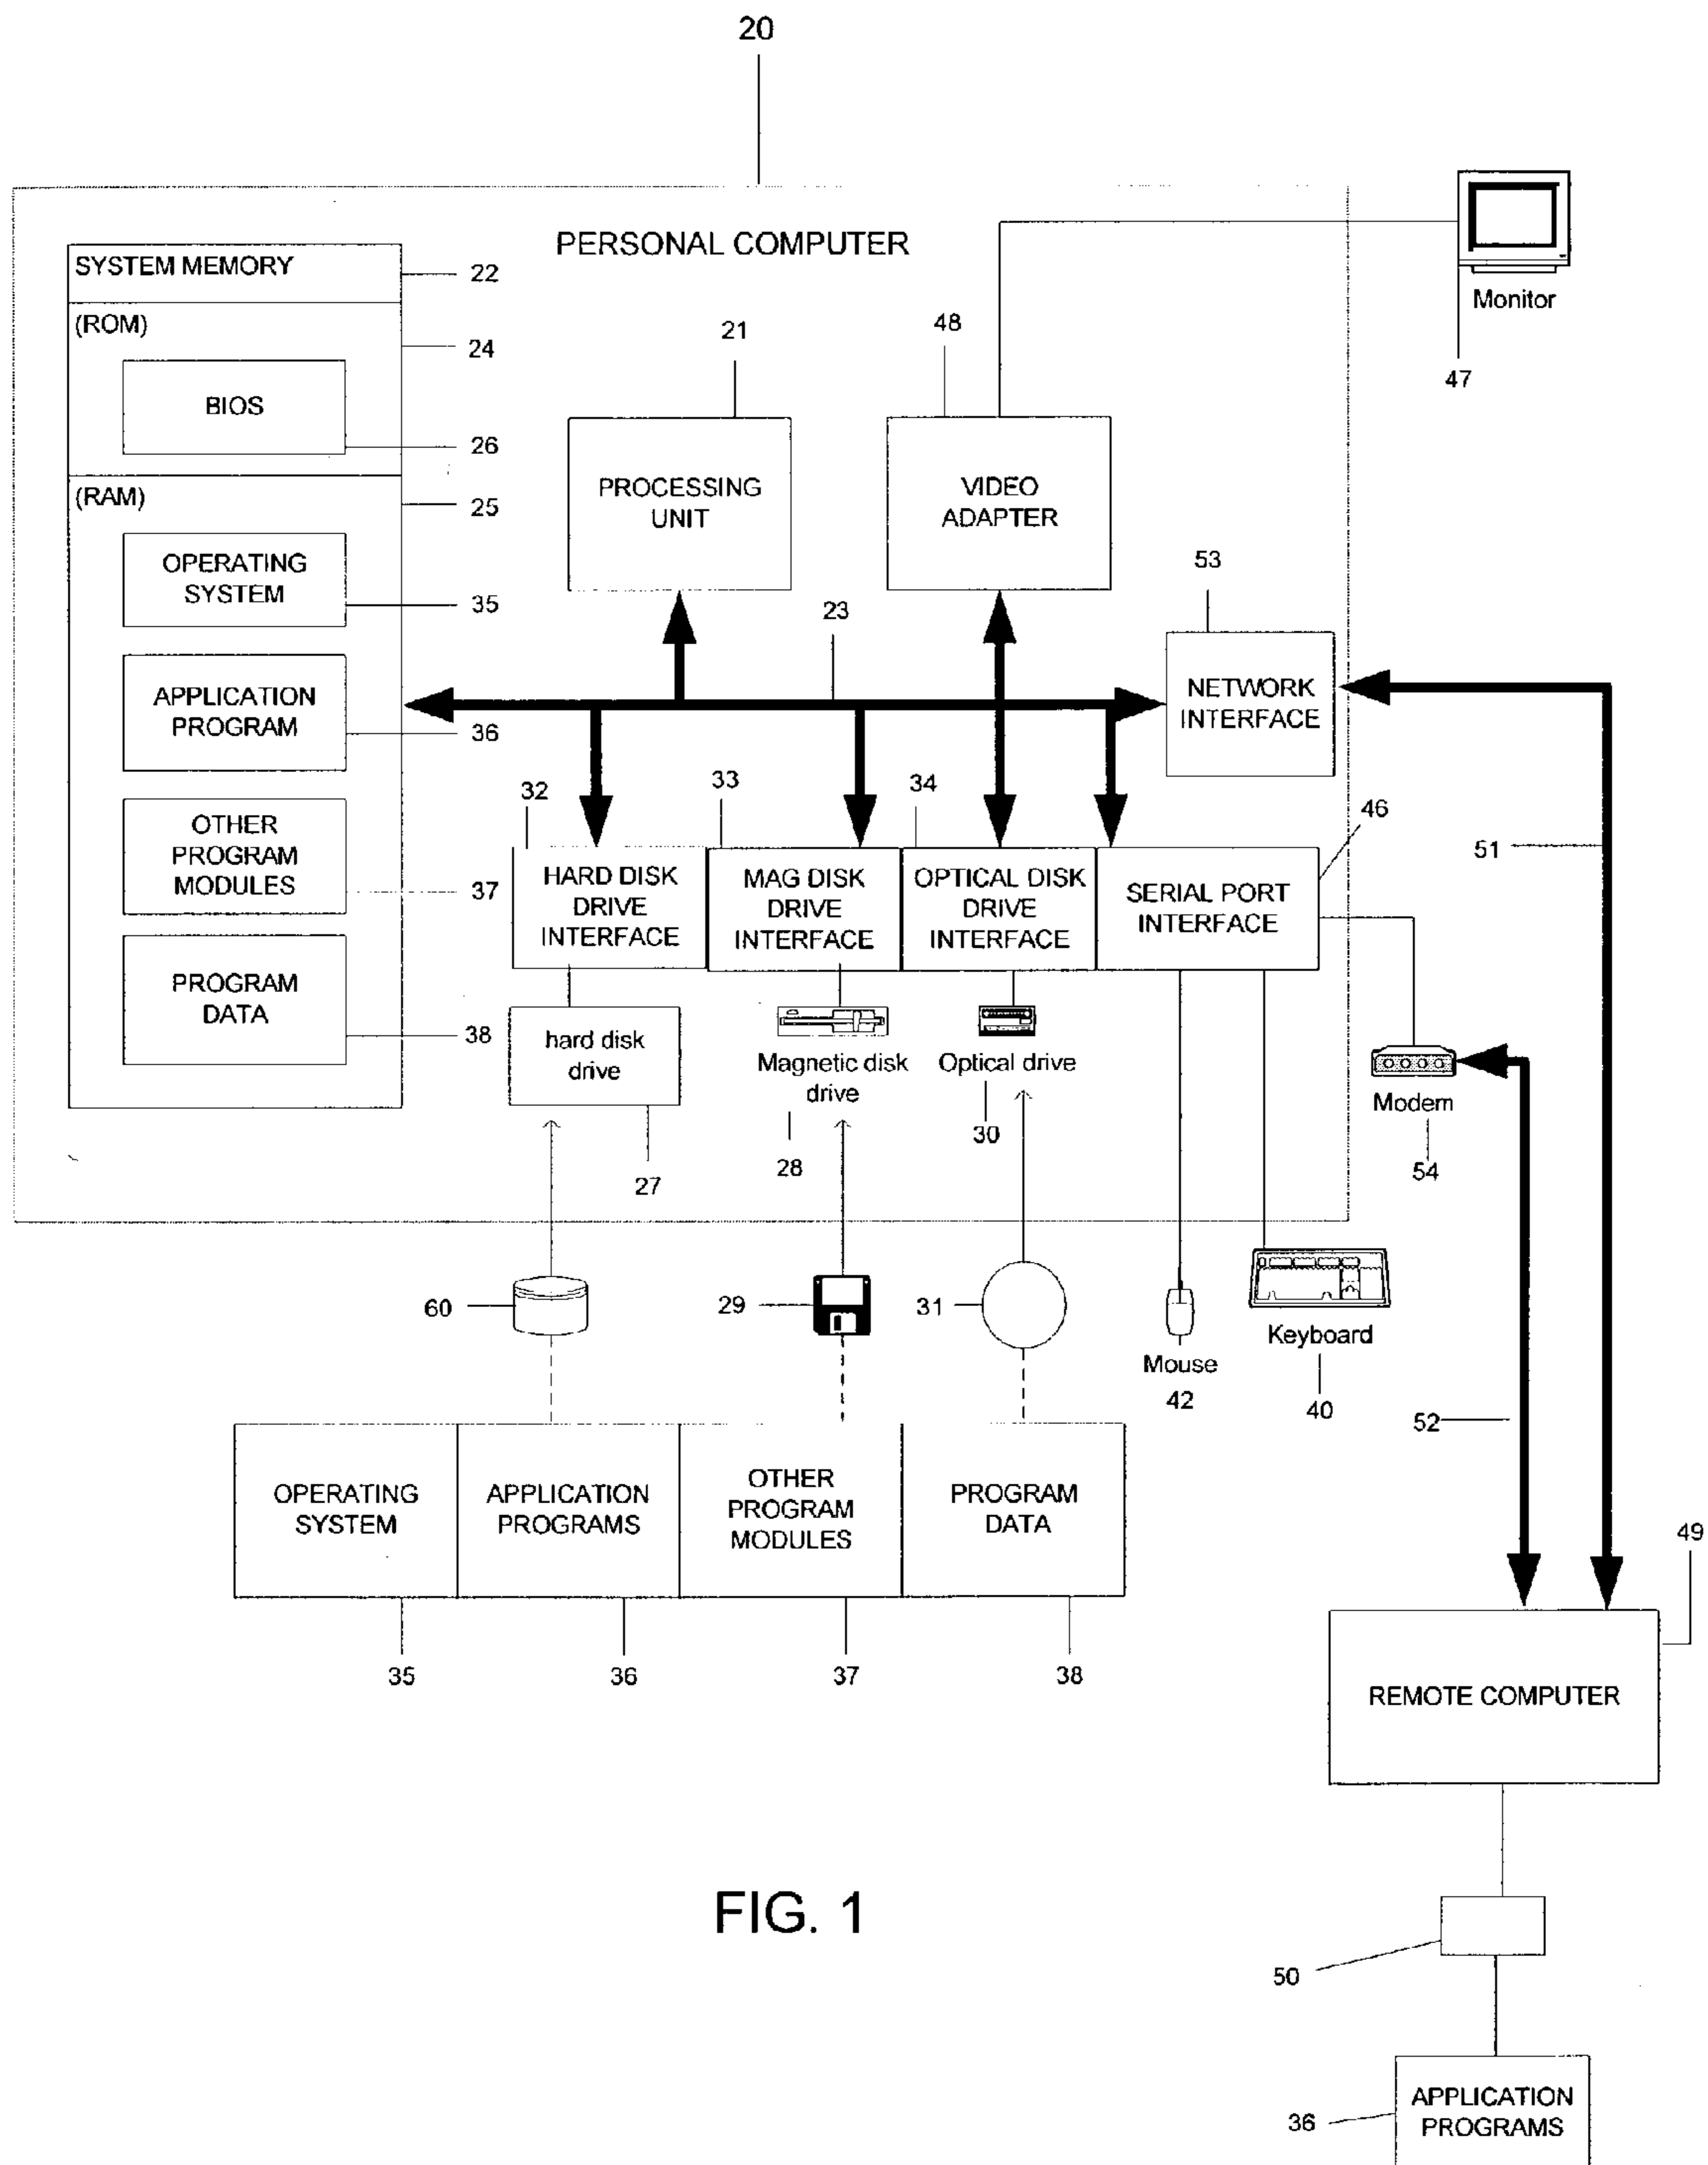 20
PERSONAL COMPUTER
SYSTEM MEMORY
22
(ROM)
24
BIOS
26
(RAM)
25
OPERATING
SYSTEM
35
APPLICATION
PROGRAM
36
OTHER
PROGRAM
MODULES
37
PROGRAM
DATA
38
21
PROCESSING
UNIT
48
VIDEO
ADAPTER
Monitor
47
23
53
NETWORK
INTERFACE
32
HARD DISK
DRIVE
INTERFACE
33
MAG DISK
DRIVE
INTERFACE
34
OPTICAL DISK
DRIVE
INTERFACE
46
SERIAL PORT
INTERFACE
51
hard disk
drive
27
Magnetic disk
drive
28
Optical drive
30
Modem
54
60
29
31
Mouse
42
Keyboard
40
52
OPERATING
SYSTEM
35
APPLICATION
PROGRAMS
36
OTHER
PROGRAM
MODULES
37
PROGRAM
DATA
38
49
REMOTE COMPUTER
50
36
APPLICATION
PROGRAMS
FIG. 1